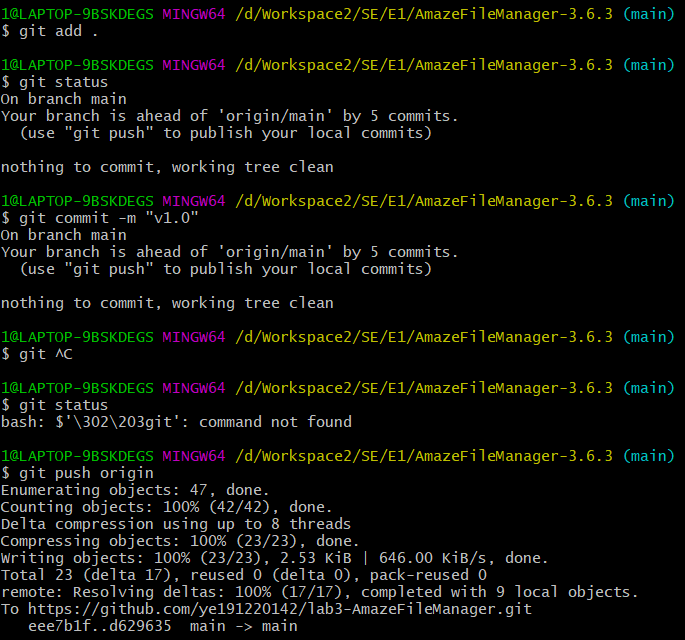 1@LAPTOP-9BSKDEGS MINGW64 /d/Workspace2/SE/E1/AmazeFileManager-3.6.3 (main)
$ git add .
1@LAPTOP-9BSKDEGS MINGW64 /d/Workspace2/SE/E1/AmazeFileManager-3.6.3 (main)
$ git status
On branch main
Your branch is ahead of 'origin/main' by 5 commits.
  (use "git push" to publish your local commits)
nothing to commit, working tree clean
1@LAPTOP-9BSKDEGS MINGW64 /d/Workspace2/SE/E1/AmazeFileManager-3.6.3 (main)
$ git commit -m "v1.0"
On branch main
Your branch is ahead of 'origin/main' by 5 commits.
  (use "git push" to publish your local commits)
nothing to commit, working tree clean
1@LAPTOP-9BSKDEGS MINGW64 /d/Workspace2/SE/E1/AmazeFileManager-3.6.3 (main)
$ git ^C
1@LAPTOP-9BSKDEGS MINGW64 /d/Workspace2/SE/E1/AmazeFileManager-3.6.3 (main)
$ git status
bash: $'\302\203git': command not found
1@LAPTOP-9BSKDEGS MINGW64 /d/Workspace2/SE/E1/AmazeFileManager-3.6.3 (main)
$ git push origin
Enumerating objects: 47, done.
Counting objects: 100% (42/42), done.
Delta compression using up to 8 threads
Compressing objects: 100% (23/23), done.
Writing objects: 100% (23/23), 2.53 KiB | 646.00 KiB/s, done.
Total 23 (delta 17), reused 0 (delta 0), pack-reused 0
remote: Resolving deltas: 100% (17/17), completed with 9 local objects.
To https://github.com/ye191220142/lab3-AmazeFileManager.git
   eee7b1f..d629635  main -> main